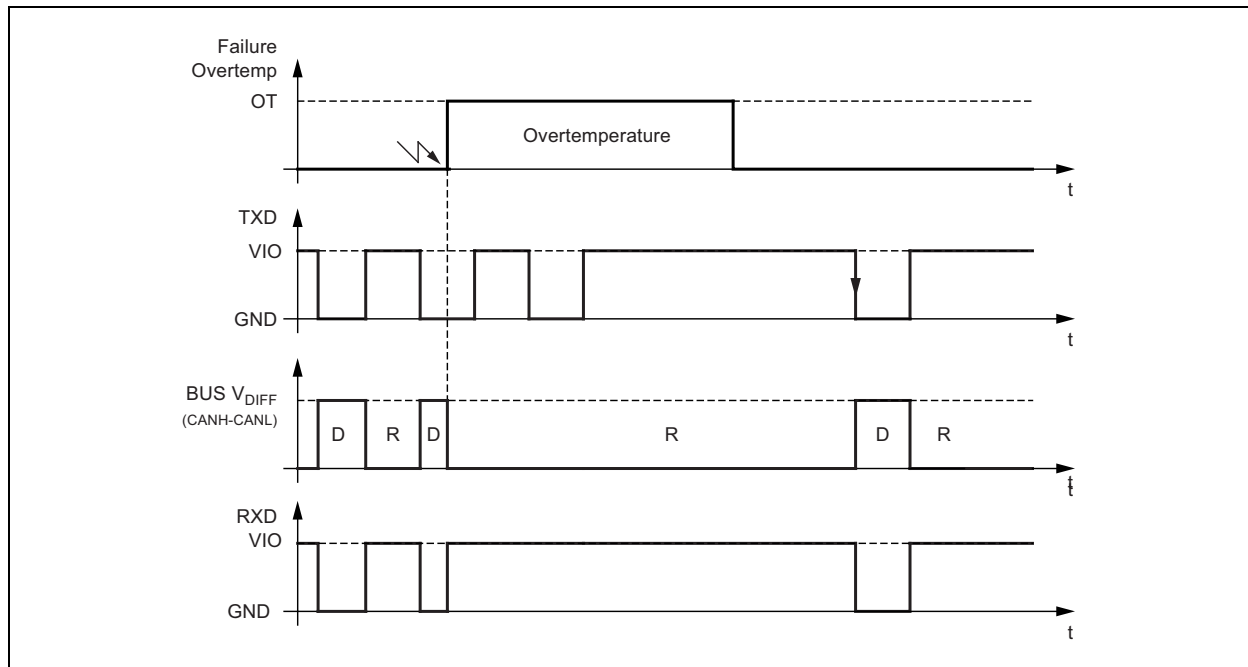 Failure
Overtemp
OT
Overtemperature
t
TXD
VIO
GND
t
BUS VDIFF
(CANH-CANL)
D R D R D R
t
t
RXD
VIO
GND
t